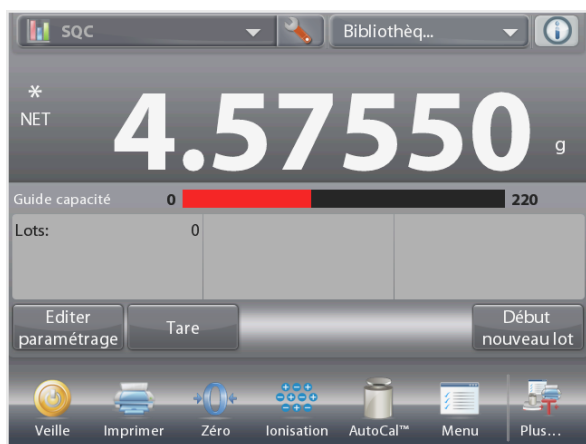 SQC
Bibliothèq...
*
NET
4.57550 g
Guide capacité 0 220
Lots: 0
Editer
paramétrage
Tare
Début
nouveau lot
Veille Imprimer Zéro Ionisation AutoCal™ Menu Plus...